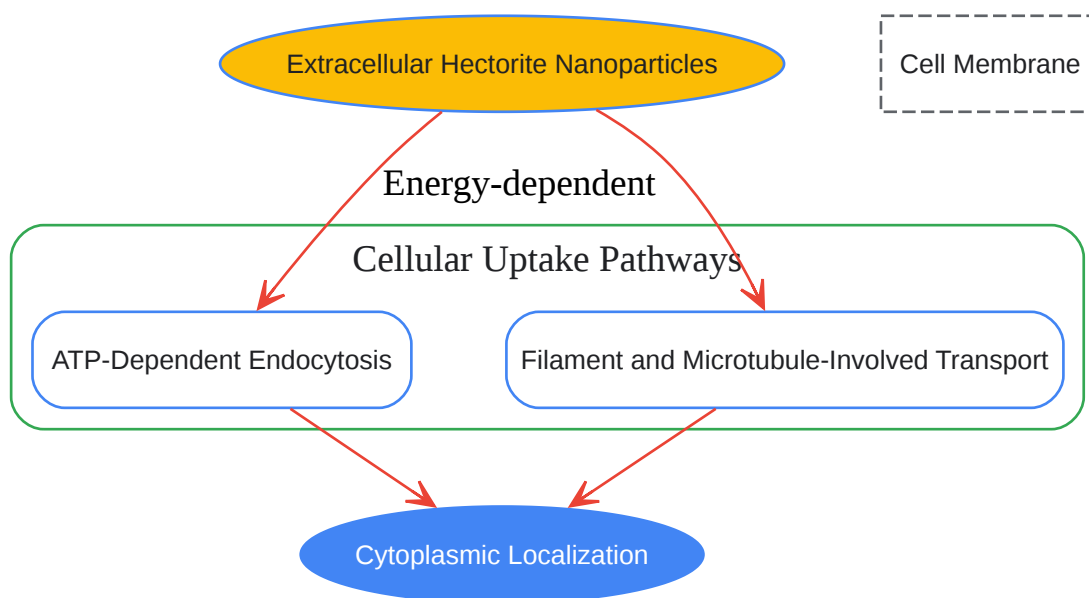 Extracellular Hectorite Nanoparticles
Cell Membrane
Energy-dependent
Cellular Uptake Pathways
ATP-Dependent Endocytosis
Filament and Microtubule-Involved Transport
Cytoplasmic Localization